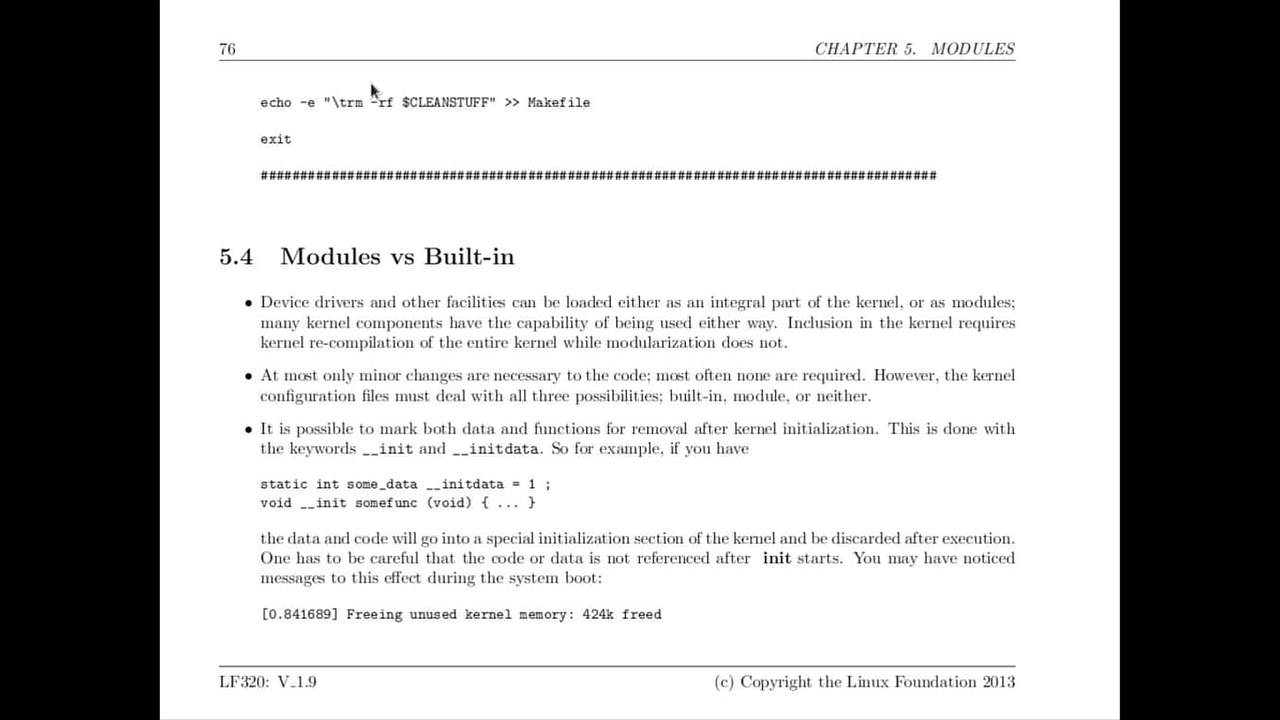 76 CHAPTER 5. MODULES
echo -e "\trm -rf $CLEANSTUFF" >> Makefile
exit
######################################################################################
5.4 Modules vs Built-in
• Device drivers and other facilities can be loaded either as an integral part of the kernel, or as modules;
many kernel components have the capability of being used either way. Inclusion in the kernel requires
kernel re-compilation of the entire kernel while modularization does not.
• At most only minor changes are necessary to the code; most often none are required. However, the kernel
configuration files must deal with all three possibilities; built-in, module, or neither.
• It is possible to mark both data and functions for removal after kernel initialization. This is done with
the keywords __init and __initdata. So for example, if you have
static int some_data __initdata = 1 ;
void __init somefunc (void) { ... }
the data and code will go into a special initialization section of the kernel and be discarded after execution.
One has to be careful that the code or data is not referenced after init starts. You may have noticed
messages to this effect during the system boot:
[0.841689] Freeing unused kernel memory: 424k freed
LF320: V_1.9 (c) Copyright the Linux Foundation 2013